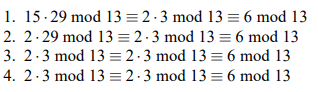 1. 15 · 29 mod 13 ≡ 2 · 3 mod 13 ≡ 6 mod 13
2. 2 · 29 mod 13 ≡ 2 · 3 mod 13 ≡ 6 mod 13
3. 2 · 3 mod 13 ≡ 2 · 3 mod 13 ≡ 6 mod 13
4. 2 · 3 mod 13 ≡ 2 · 3 mod 13 ≡ 6 mod 13